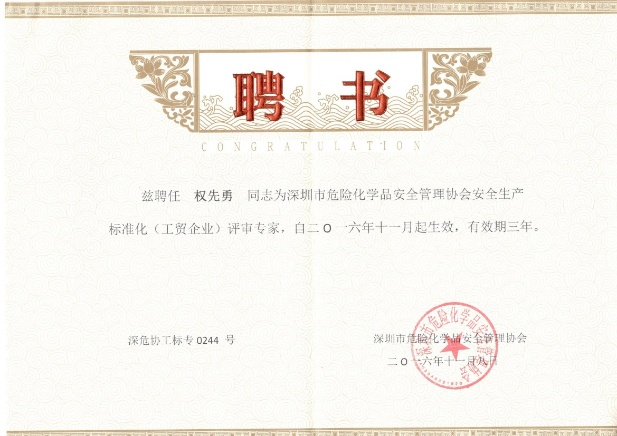 聘书
CONGRATULATION
兹聘任 权先勇 同志为深圳市危险化学品安全管理协会安全生产
标准化（工贸企业）评审专家，自二O一六年十一月起生效，有效期三年。
深危协工标专0244 号
深圳市危险化学品安全管理协会
二O一六年十一月